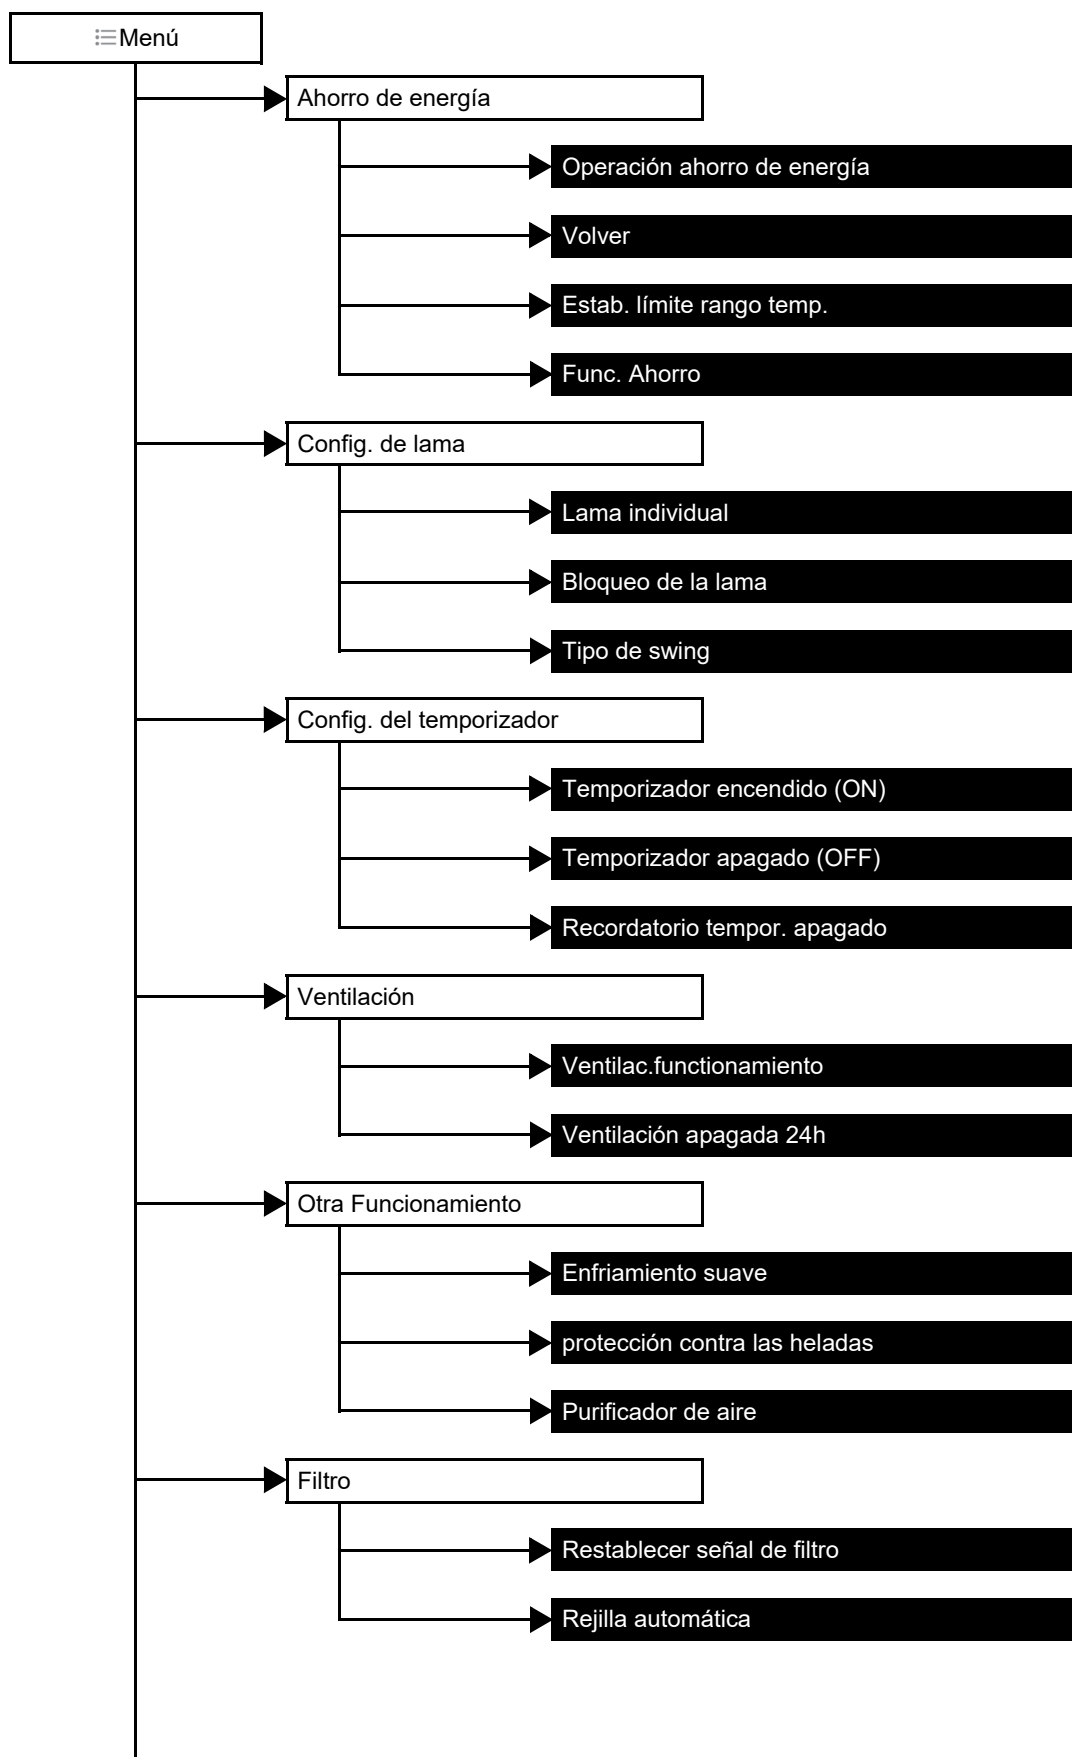 Menú
Ahorro de energía
Operación ahorro de energía
Volver
Estab. límite rango temp.
Func. Ahorro
Config. de lama
Lama individual
Bloqueo de la lama
Tipo de swing
Config. del temporizador
Temporizador encendido (ON)
Temporizador apagado (OFF)
Recordatorio tempor. apagado
Ventilación
Ventilac.functionamiento
Ventilación apagada 24h
Otra Funcionamiento
Enfriamiento suave
protección contra las heladas
Purificador de aire
Filtro
Restablecer señal de filtro
Rejilla automática